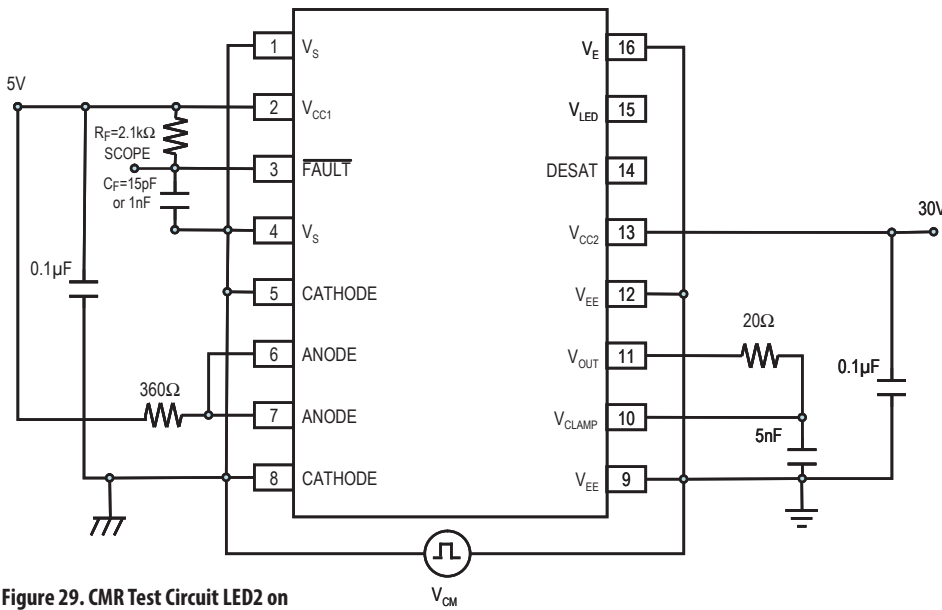 5V
R_F=2.1kΩ
SCOPE
C_F=15pF
or 1nF
0.1µF
360Ω
1 V_S
2 V_CC1
3 FAULT
4 V_S
5 CATHODE
6 ANODE
7 ANODE
8 CATHODE
V_E 16
V_LED 15
DESAT 14
V_CC2 13
V_EE 12
V_OUT 11
V_CLAMP 10
V_EE 9
30V
20Ω
0.1µF
5nF
V_CM
Figure 29. CMR Test Circuit LED2 on